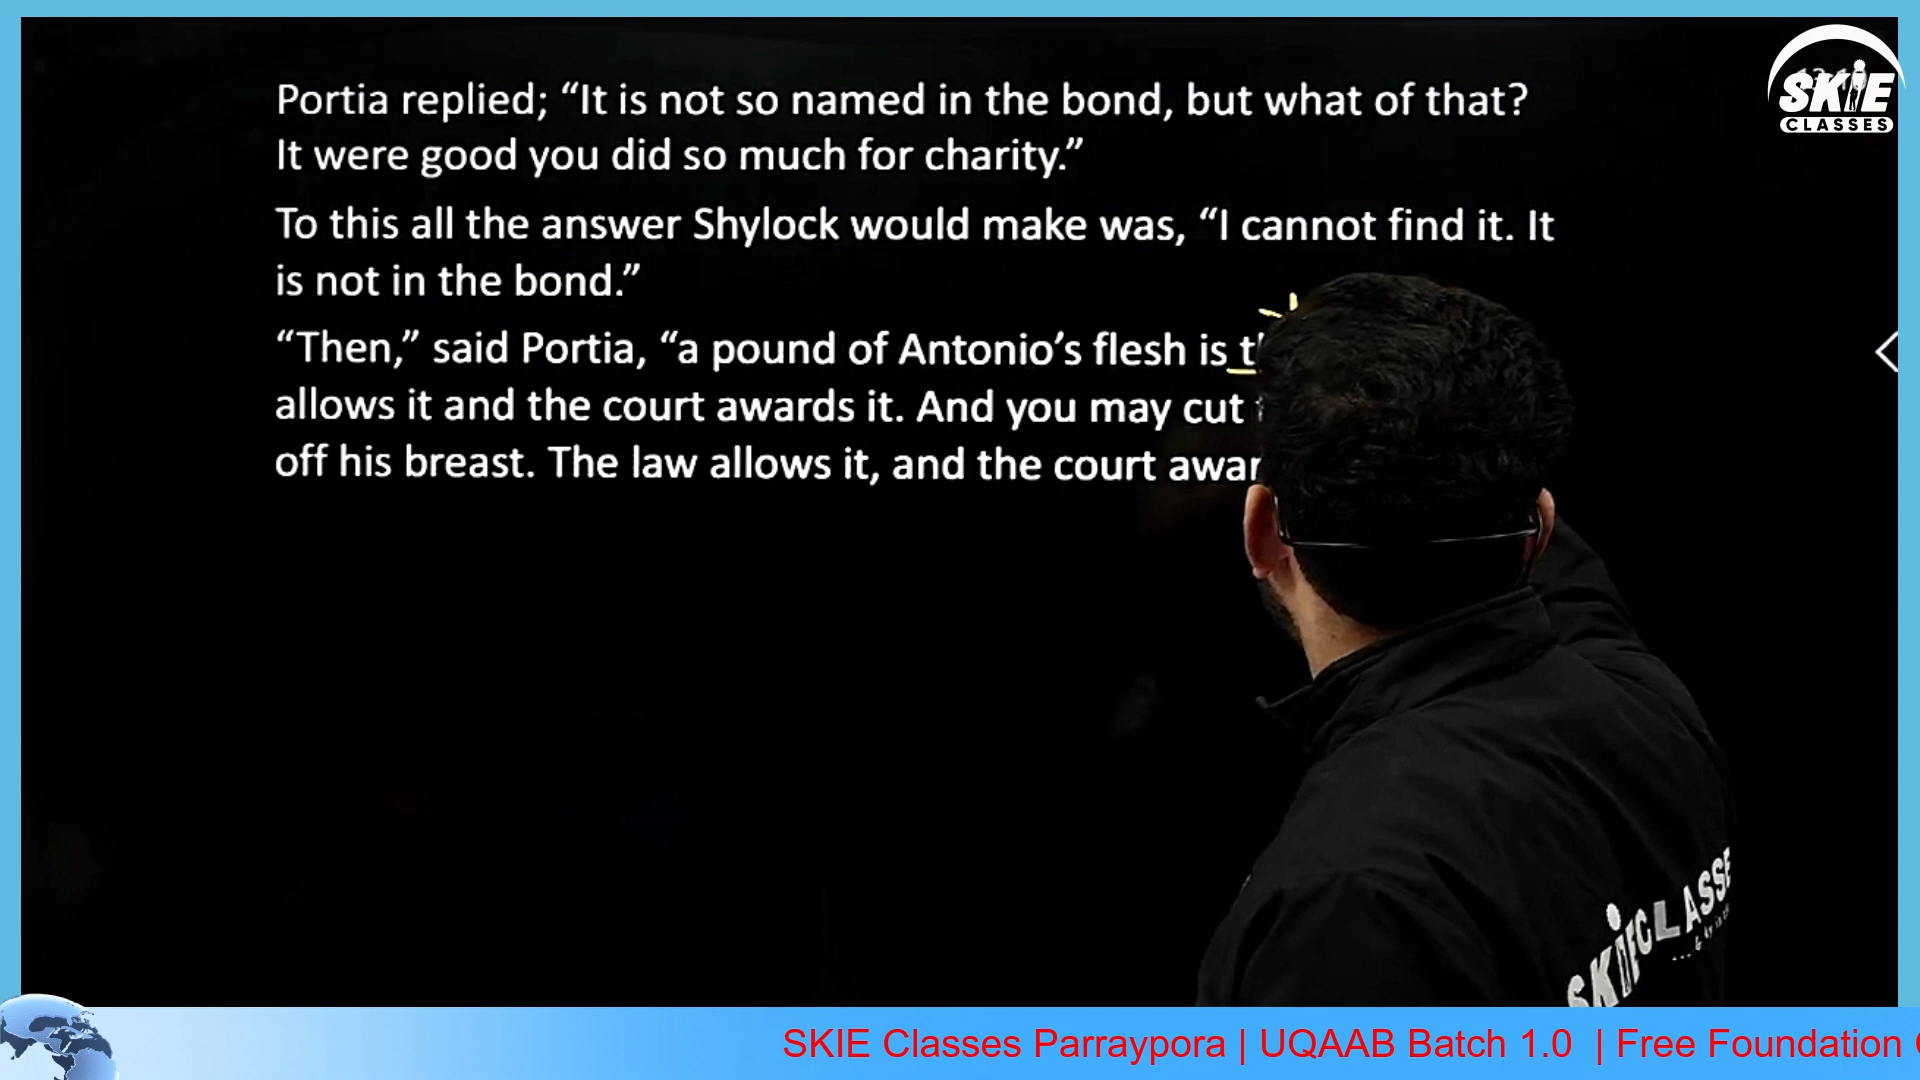 Portia replied; “It is not so named in the bond, but what of that?
It were good you did so much for charity.”
To this all the answer Shylock would make was, “I cannot find it. It
is not in the bond.”
“Then,” said Portia, “a pound of Antonio’s flesh is
allows it and the court awards it. And you may cut
off his breast. The law allows it, and the court
SKIE
CLASSES
SKIE CLASSE
SKIE Classes Parraypora | UQAAB Batch 1.0 | Free Foundation